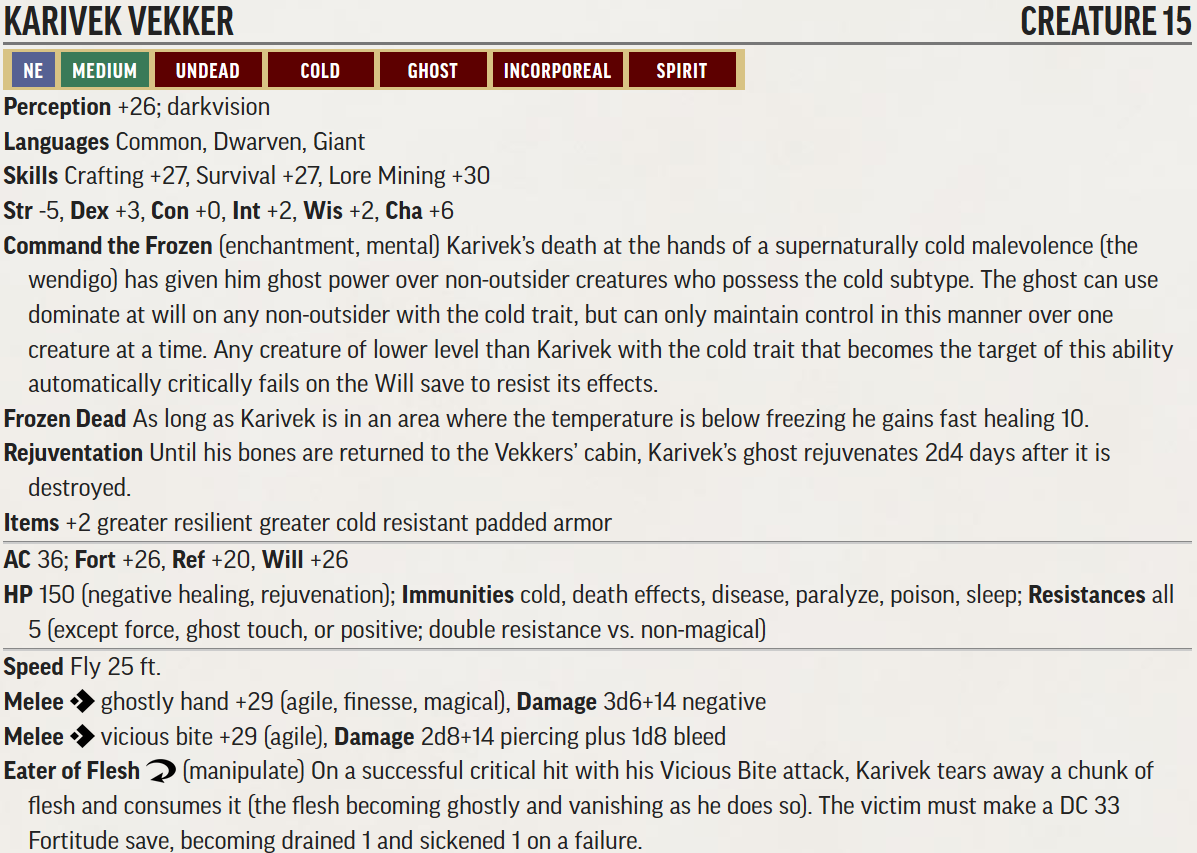 KARIVEK VEKKER CREATURE 15
NE MEDIUM UNDEAD COLD GHOST INCORPOREAL SPIRIT
Perception +26; darkvision
Languages Common, Dwarven, Giant
Skills Crafting +27, Survival +27, Lore Mining +30
Str -5, Dex +3, Con +0, Int +2, Wis +2, Cha +6
Command the Frozen (enchantment, mental) Karivek's death at the hands of a supernaturally cold malevolence (the
wendigo) has given him ghost power over non-outsider creatures who possess the cold subtype. The ghost can use
dominate at will on any non-outsider with the cold trait, but can only maintain control in this manner over one
creature at a time. Any creature of lower level than Karivek with the cold trait that becomes the target of this ability
automatically critically fails on the Will save to resist its effects.
Frozen Dead As long as Karivek is in an area where the temperature is below freezing he gains fast healing 10.
Rejuventation Until his bones are returned to the Vekkers' cabin, Karivek's ghost rejuvenates 2d4 days after it is
destroyed.
Items +2 greater resilient greater cold resistant padded armor
AC 36; Fort +26, Ref +20, Will +26
HP 150 (negative healing, rejuvenation); Immunities cold, death effects, disease, paralyze, poison, sleep; Resistances all
5 (except force, ghost touch, or positive; double resistance vs. non-magical)
Speed Fly 25 ft.
Melee ghostly hand +29 (agile, finesse, magical), Damage 3d6+14 negative
Melee vicious bite +29 (agile), Damage 2d8+14 piercing plus 1d8 bleed
Eater of Flesh (manipulate) On a successful critical hit with his Vicious Bite attack, Karivek tears away a chunk of
flesh and consumes it (the flesh becoming ghostly and vanishing as he does so). The victim must make a DC 33
Fortitude save, becoming drained 1 and sickened 1 on a failure.